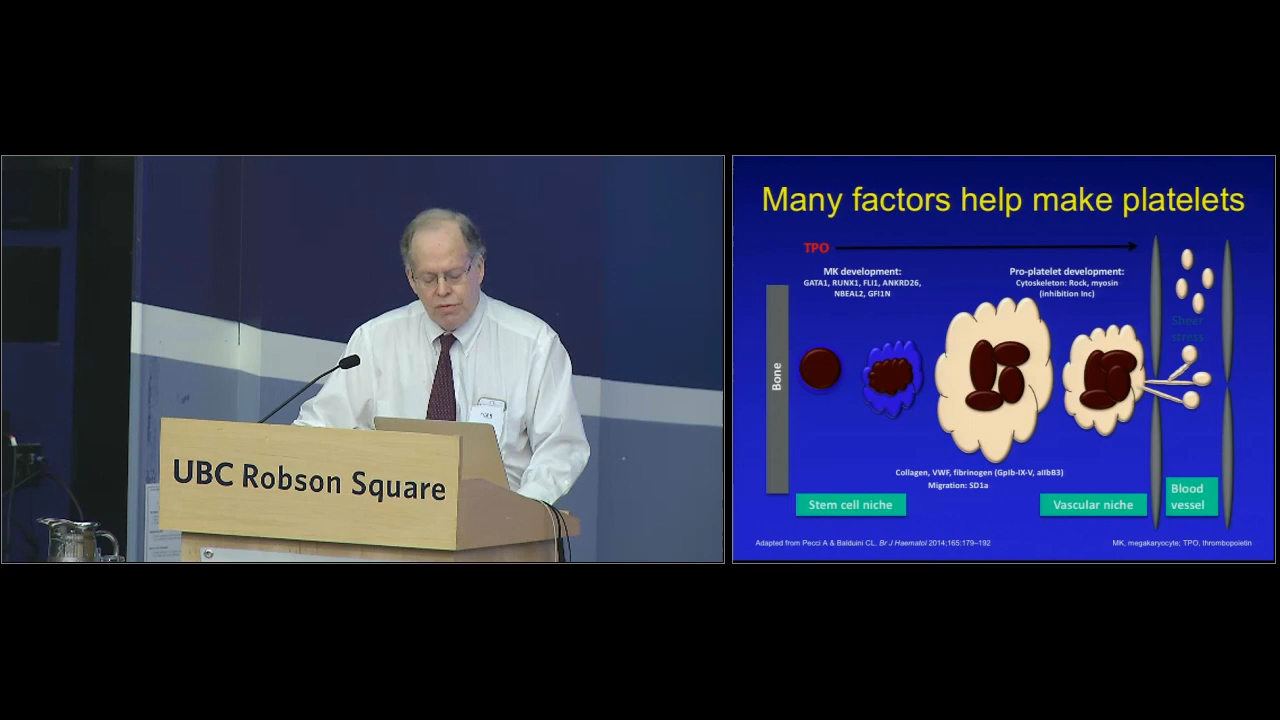 UBC Robson Square
Many factors help make platelets
TPO
MK development:
GATA1, RUNX1, FLI1, ANKRD26,
NBEAL2, GFI1N
Pro-platelet development:
Cytoskeleton: Rock, myosin
(inhibition Inc)
Sheer
stress
Bone
Collagen, VWF, fibrinogen (GpIb-IX-V, aIIbB3)
Migration: SD1a
Stem cell niche
Vascular niche
Blood
vessel
Adapted from Pecci A & Balduini CL. Br J Haematol 2014;165:179–192
MK, megakaryocyte; TPO, thrombopoietin